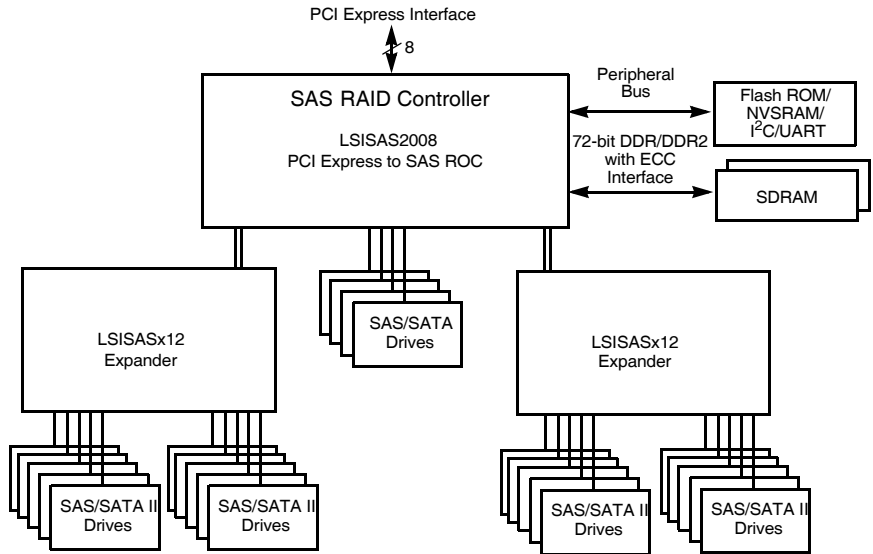 PCI Express Interface
8
SAS RAID Controller
LSISAS2008
PCI Express to SAS ROC
Peripheral
Bus
Flash ROM/
NVSRAM/
I²C/UART
72-bit DDR/DDR2
with ECC
Interface
SDRAM
LSISASx12
Expander
SAS/SATA
Drives
LSISASx12
Expander
SAS/SATA II
Drives
SAS/SATA II
Drives
SAS/SATA II
Drives
SAS/SATA II
Drives